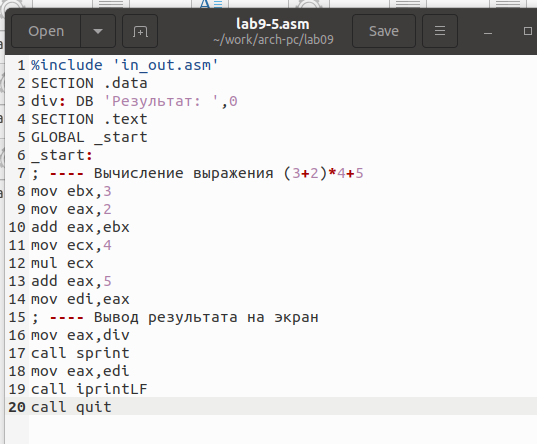 Open
lab9-5.asm
~/work/arch-pc/lab09
Save
1 %include 'in_out.asm'
2 SECTION .data
3 div: DB 'Результат: ',0
4 SECTION .text
5 GLOBAL _start
6 _start:
7 ; ---- Вычисление выражения (3+2)*4+5
8 mov ebx,3
9 mov eax,2
10 add eax,ebx
11 mov ecx,4
12 mul ecx
13 add eax,5
14 mov edi,eax
15 ; ---- Вывод результата на экран
16 mov eax,div
17 call sprint
18 mov eax,edi
19 call iprintLF
20 call quit